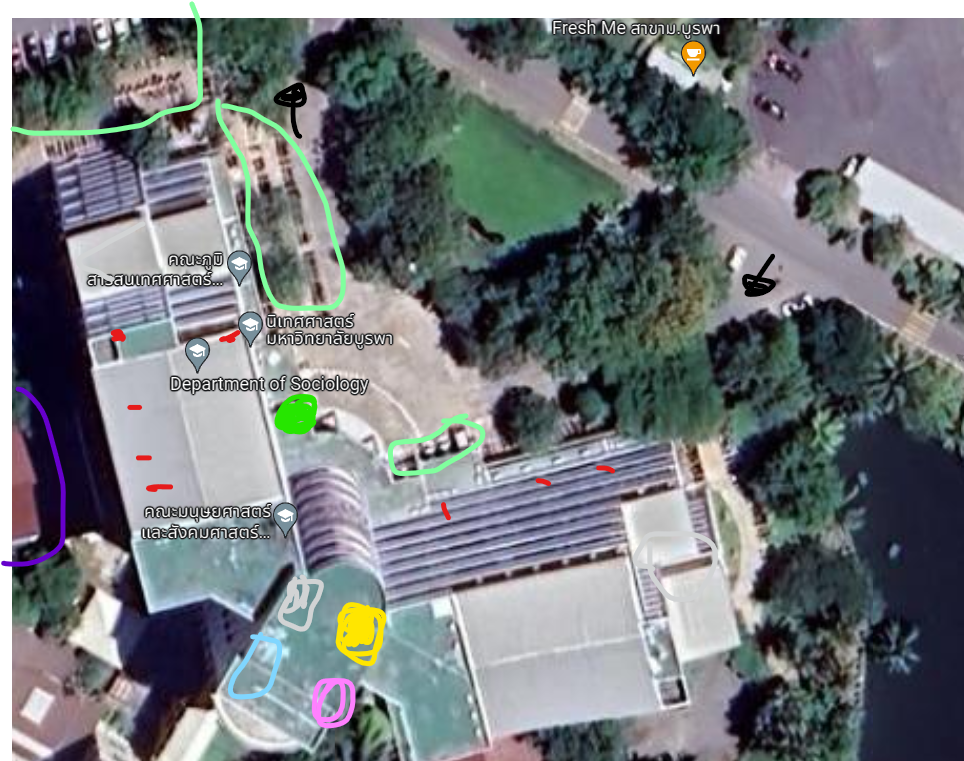 Fresh Me สาขาม.บูรพา
คณะภูมิ
สารสนเทศศาสตร์...
นิเทศศาสตร์
มหาวิทยาลัยบูรพา
Department of Sociology
คณะมนุษยศาสตร์
และสังคมศาสตร์...